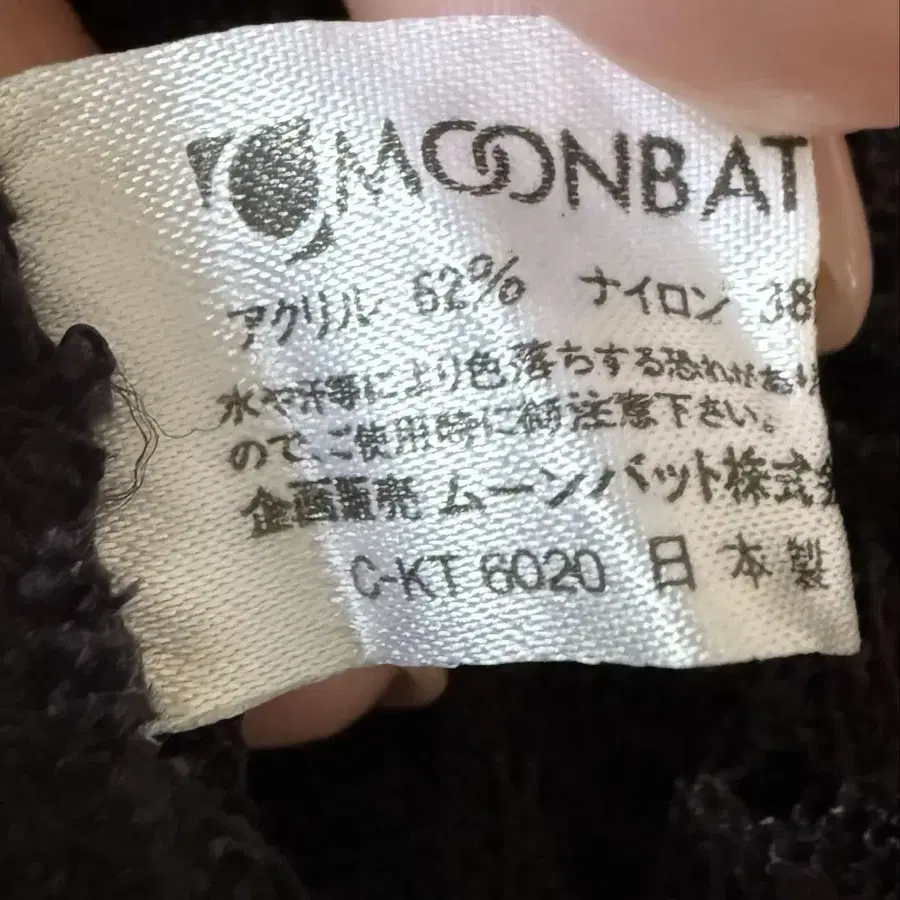 MOONBAT
アクリル 62% ナイロン 38
水や汗等により色落ちする恐れがあり
のでご使用時に御注意下さい。
企画販売 ムーンバット株式会
C-KT 6020 日本製